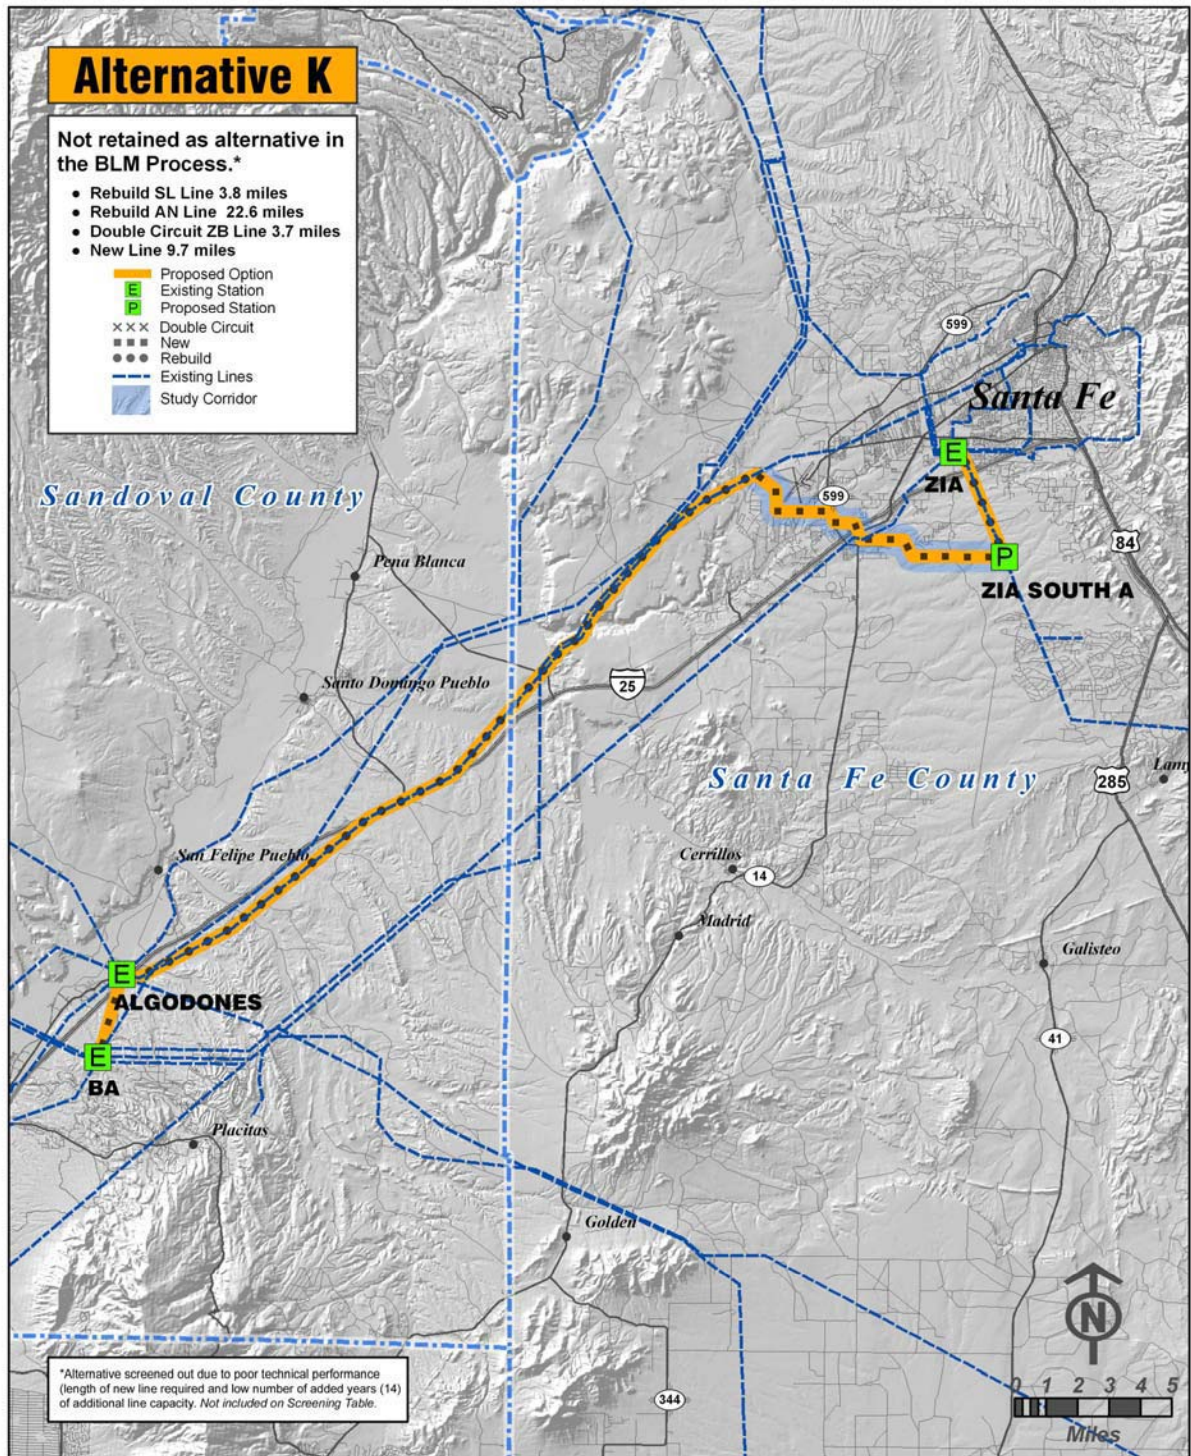 Alternative K
Not retained as alternative in
the BLM Process.*
• Rebuild SL Line 3.8 miles
• Rebuild AN Line 22.6 miles
• Double Circuit ZB Line 3.7 miles
• New Line 9.7 miles
Proposed Option
E Existing Station
P Proposed Station
Double Circuit
New
Rebuild
Existing Lines
Study Corridor
599
Santa Fe
E
ZIA
Sandoval County
599
84
P
ZIA SOUTH A
Pena Blanca
Santo Domingo Pueblo
25
Santa Fe County
285
Lamy
San Felipe Pueblo
Cerrillos
14
Madrid
Galisteo
E
ALGODONES
41
E
BA
Placitas
Golden
N
*Alternative screened out due to poor technical performance
(length of new line required and low number of added years (14)
of additional line capacity. Not included on Screening Table.
344
0 1 2 3 4 5
Miles